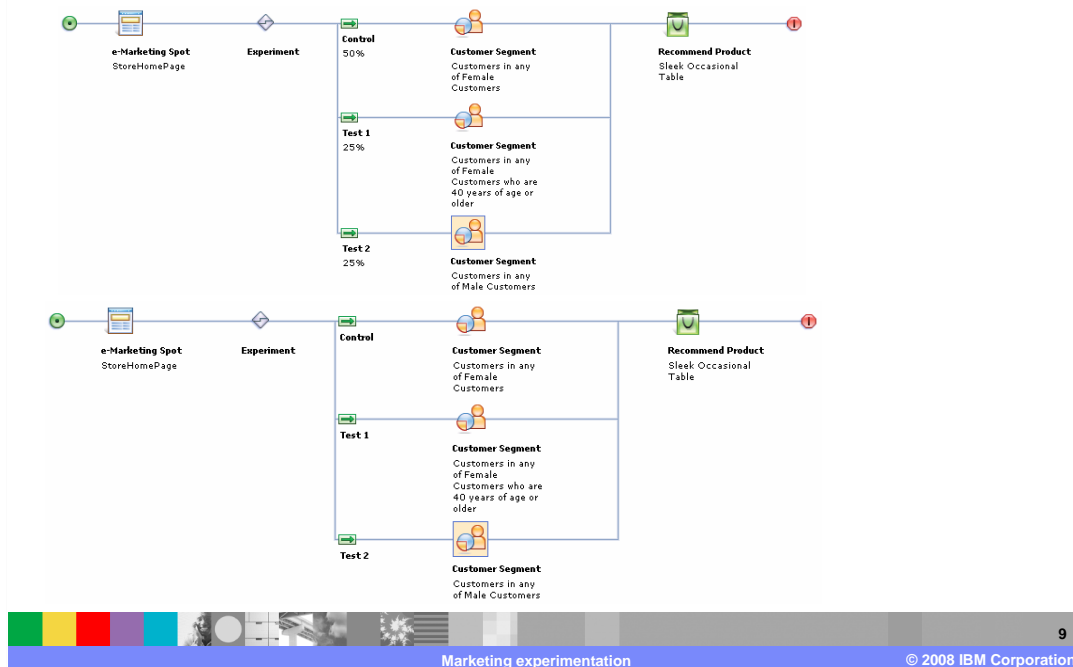 e-Marketing Spot
StoreHomePage
Experiment
Control
50%
Customer Segment
Customers in any
of Female
Customers
Recommend Product
Sleek Occasional
Table
Test 1
25%
Customer Segment
Customers in any
of Female
Customers who are
40 years of age or
older
Test 2
25%
Customer Segment
Customers in any
of Male Customers
e-Marketing Spot
StoreHomePage
Experiment
Control
Customer Segment
Customers in any
of Female
Customers
Recommend Product
Sleek Occasional
Table
Test 1
Customer Segment
Customers in any
of Female
Customers who are
40 years of age or
older
Test 2
Customer Segment
Customers in any
of Male Customers
9
Marketing experimentation
© 2008 IBM Corporation